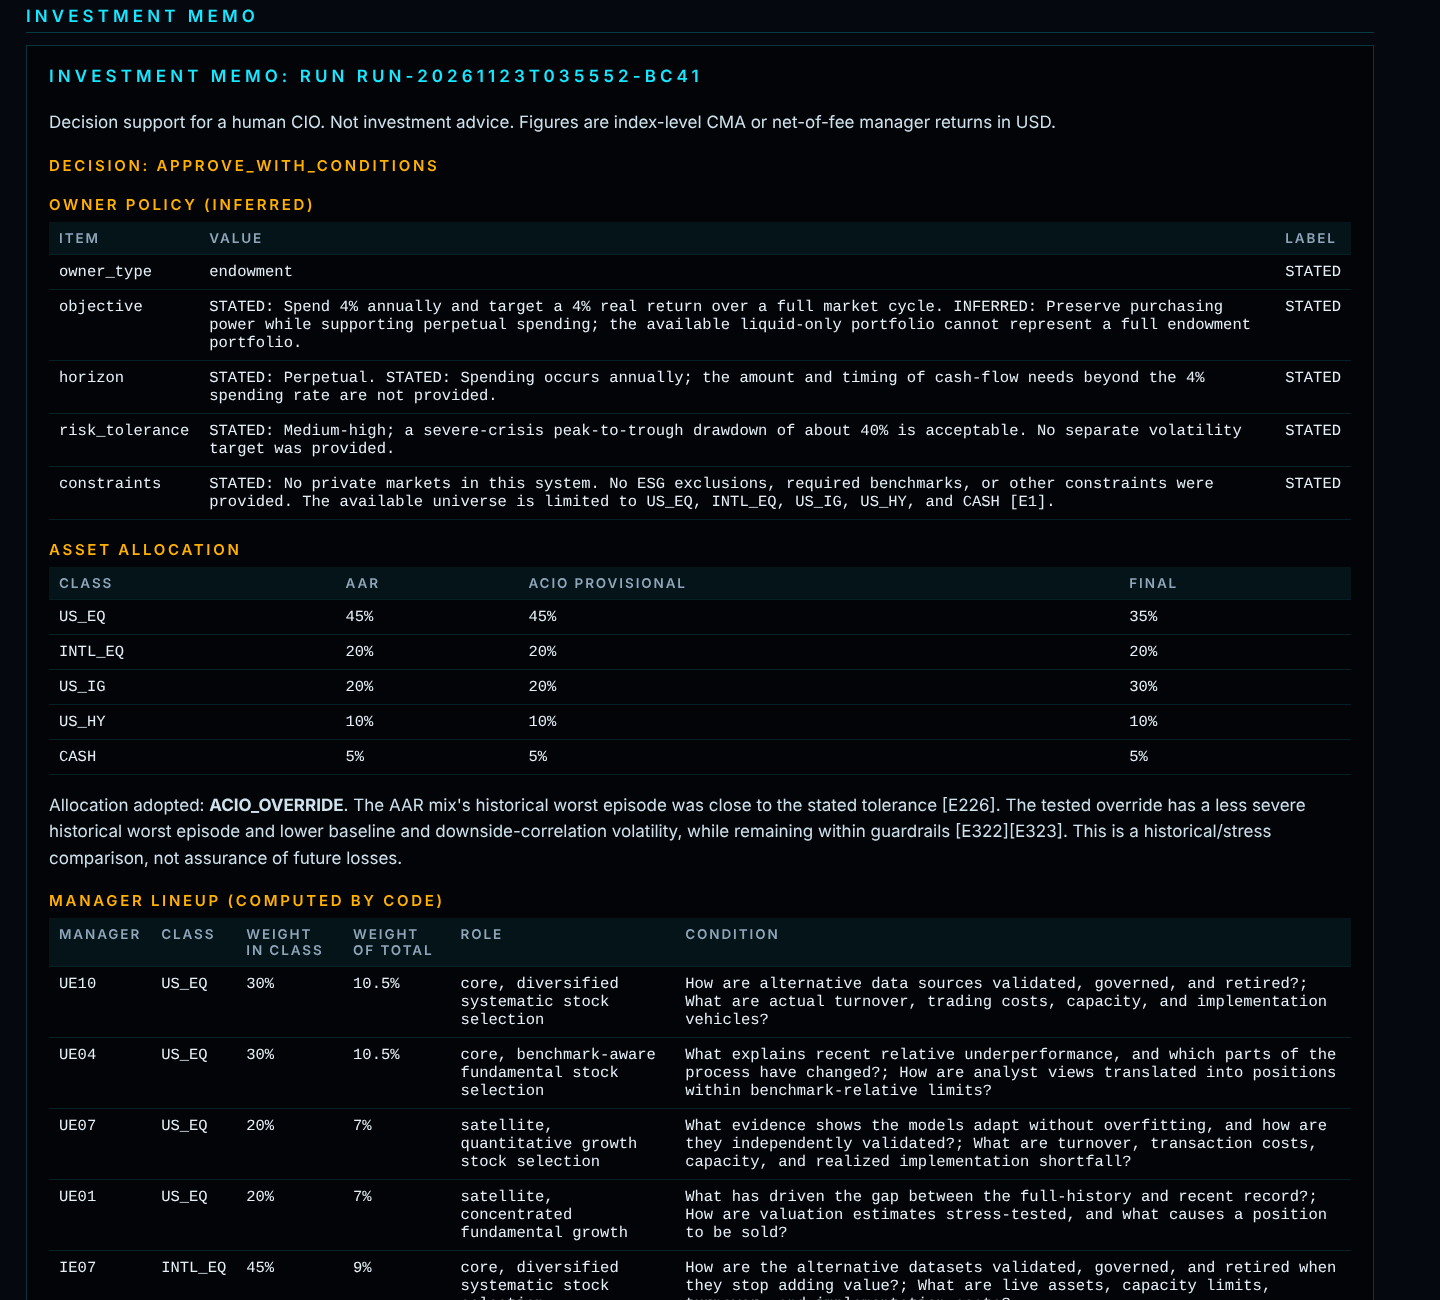 INVESTMENT MEMO
INVESTMENT MEMO: RUN RUN-20261123T035552-BC41
Decision support for a human CIO. Not investment advice. Figures are index-level CMA or net-of-fee manager returns in USD.
DECISION: APPROVE_WITH_CONDITIONS
OWNER POLICY (INFERRED)
ITEM VALUE LABEL
owner_type endowment STATED
objective STATED: Spend 4% annually and target a 4% real return over a full market cycle. INFERRED: Preserve purchasing STATED
power while supporting perpetual spending; the available liquid-only portfolio cannot represent a full endowment
portfolio.
horizon STATED: Perpetual. STATED: Spending occurs annually; the amount and timing of cash-flow needs beyond the 4% STATED
spending rate are not provided.
risk_tolerance STATED: Medium-high; a severe-crisis peak-to-trough drawdown of about 40% is acceptable. No separate volatility STATED
target was provided.
constraints STATED: No private markets in this system. No ESG exclusions, required benchmarks, or other constraints were STATED
provided. The available universe is limited to US_EQ, INTL_EQ, US_IG, US_HY, and CASH [E1].
ASSET ALLOCATION
CLASS AAR ACIO PROVISIONAL FINAL
US_EQ 45% 45% 35%
INTL_EQ 20% 20% 20%
US_IG 20% 20% 30%
US_HY 10% 10% 10%
CASH 5% 5% 5%
Allocation adopted: ACIO_OVERRIDE. The AAR mix's historical worst episode was close to the stated tolerance [E226]. The tested override has a less severe
historical worst episode and lower baseline and downside-correlation volatility, while remaining within guardrails [E322][E323]. This is a historical/stress
comparison, not assurance of future losses.
MANAGER LINEUP (COMPUTED BY CODE)
MANAGER CLASS WEIGHT IN CLASS WEIGHT OF TOTAL ROLE CONDITION
UE10 US_EQ 30% 10.5% core, diversified How are alternative data sources validated, governed, and retired?;
systematic stock What are actual turnover, trading costs, capacity, and implementation
selection vehicles?
UE04 US_EQ 30% 10.5% core, benchmark-aware What explains recent relative underperformance, and which parts of the
fundamental stock process have changed?; How are analyst views translated into positions
selection within benchmark-relative limits?
UE07 US_EQ 20% 7% satellite, What evidence shows the models adapt without overfitting, and how are
quantitative growth they independently validated?; What are turnover, transaction costs,
stock selection capacity, and realized implementation shortfall?
UE01 US_EQ 20% 7% satellite, What has driven the gap between the full-history and recent record?;
concentrated How are valuation estimates stress-tested, and what causes a position
fundamental growth to be sold?
IE07 INTL_EQ 45% 9% core, diversified How are the alternative datasets validated, governed, and retired when
systematic stock they stop adding value?; What are live assets, capacity limits,